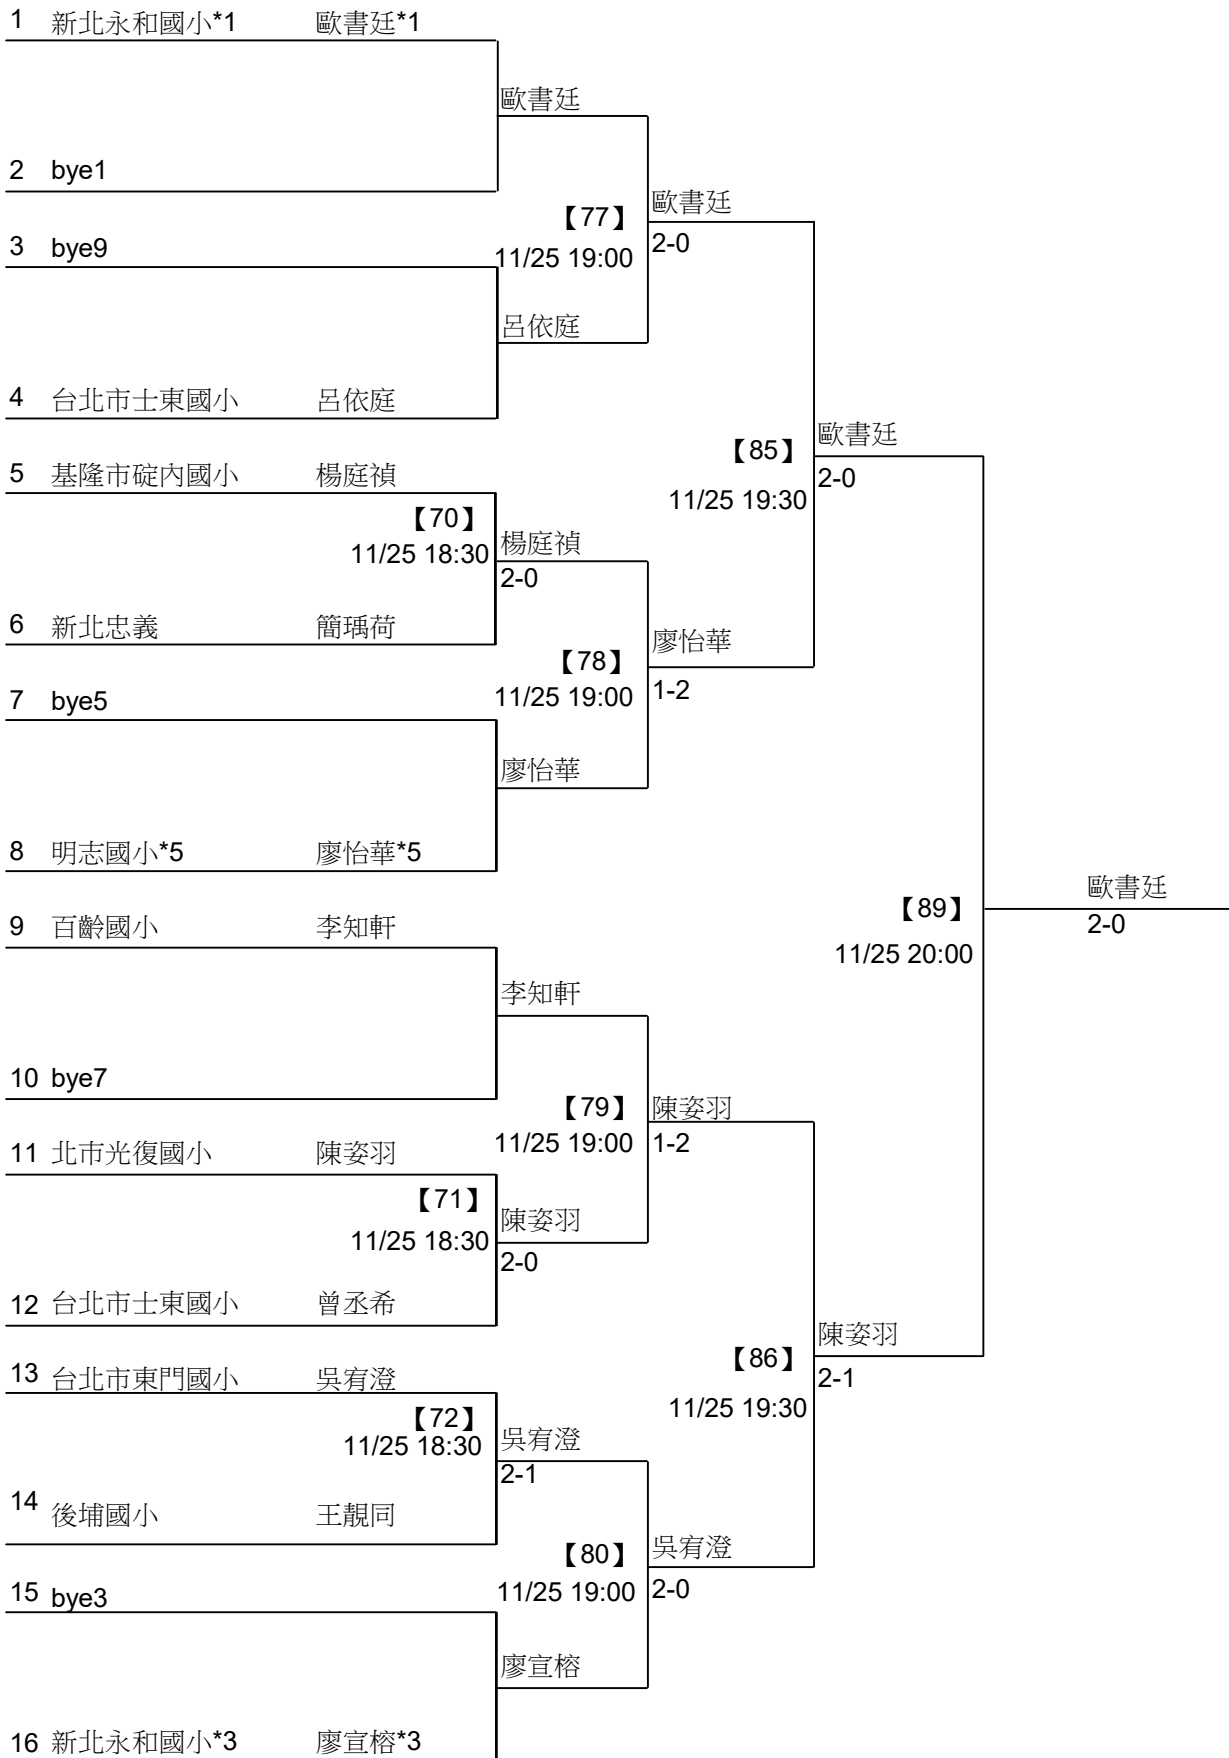 1 新北永和國小*1 歐書廷*1
歐書廷
2 bye1
歐書廷
【77】
2-0
3 bye9
11/25 19:00
呂依庭
4 台北市士東國小 呂依庭
歐書廷
【85】
5 基隆市碇內國小 楊庭禎
2-0
11/25 19:30
【70】
楊庭禎
11/25 18:30
2-0
6 新北忠義 簡瑀荷
廖怡華
【78】
1-2
7 bye5
11/25 19:00
廖怡華
8 明志國小*5 廖怡華*5
歐書廷
【89】
2-0
9 百齡國小 李知軒
11/25 20:00
李知軒
10 bye7
【79】
陳姿羽
11/25 19:00
1-2
11 北市光復國小 陳姿羽
【71】
陳姿羽
11/25 18:30
2-0
12 台北市士東國小 曾丞希
陳姿羽
【86】
2-1
13 台北市東門國小 吳宥澄
11/25 19:30
【72】
吳宥澄
11/25 18:30
2-1
14 後埔國小 王靚同
吳宥澄
【80】
2-0
15 bye3
11/25 19:00
廖宣榕
16 新北永和國小*3 廖宣榕*3